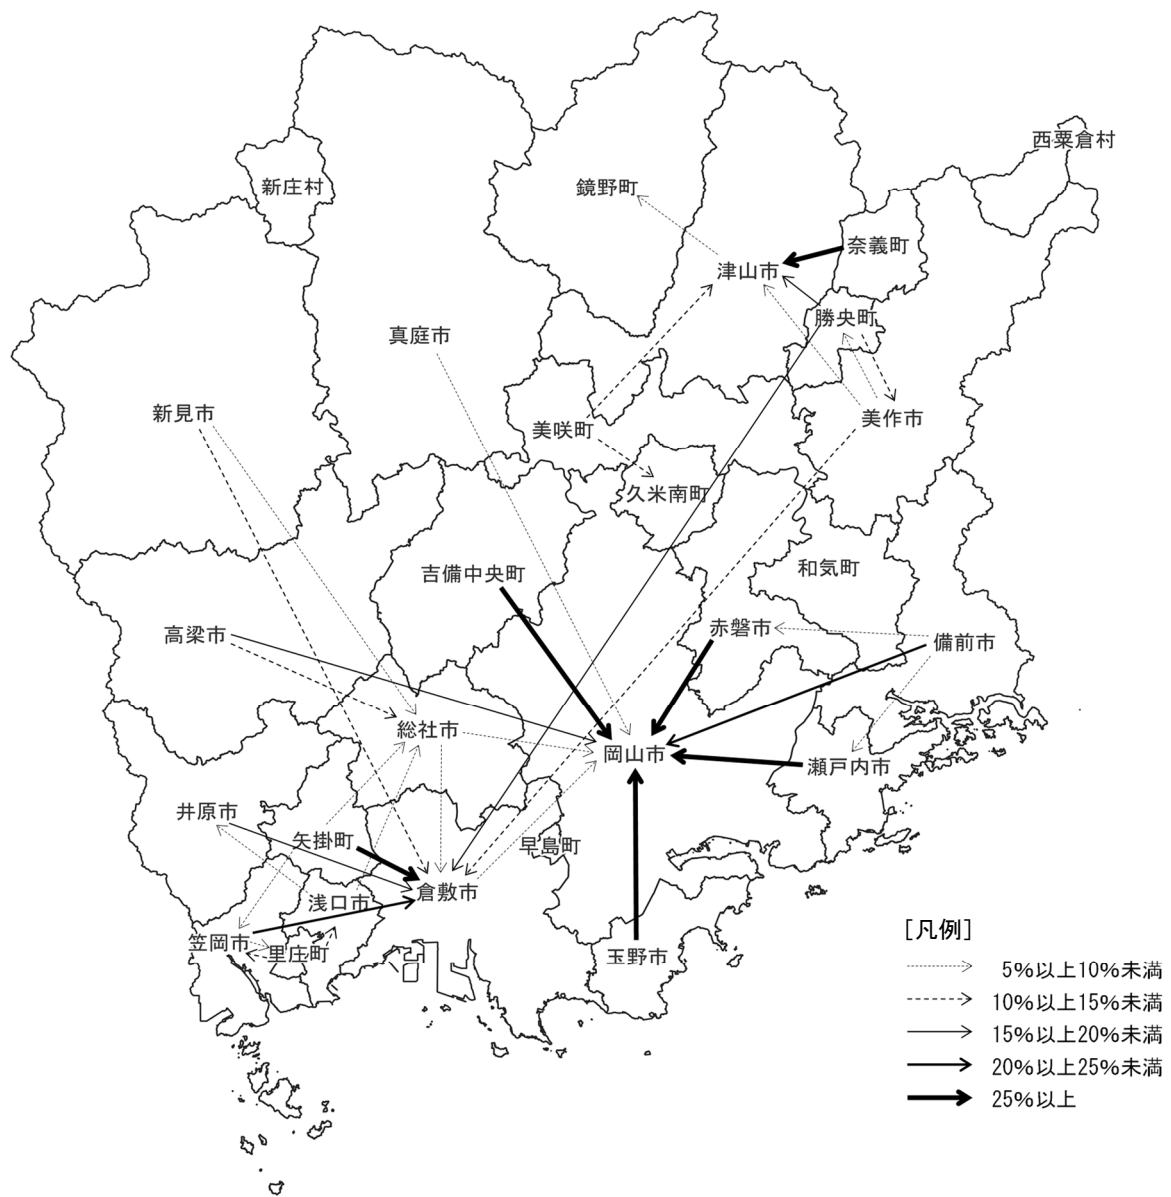 西粟倉村
新庄村
鏡野町
奈義町
津山市
勝央町
真庭市
新見市
美作市
美咲町
久米南町
吉備中央町
和気町
高梁市
赤磐市
備前市
総社市
岡山市
瀬戸内市
井原市
矢掛町
早島町
倉敷市
浅口市
笠岡市
里庄町
玉野市
[凡例]
5%以上10%未満
10%以上15%未満
15%以上20%未満
20%以上25%未満
25%以上